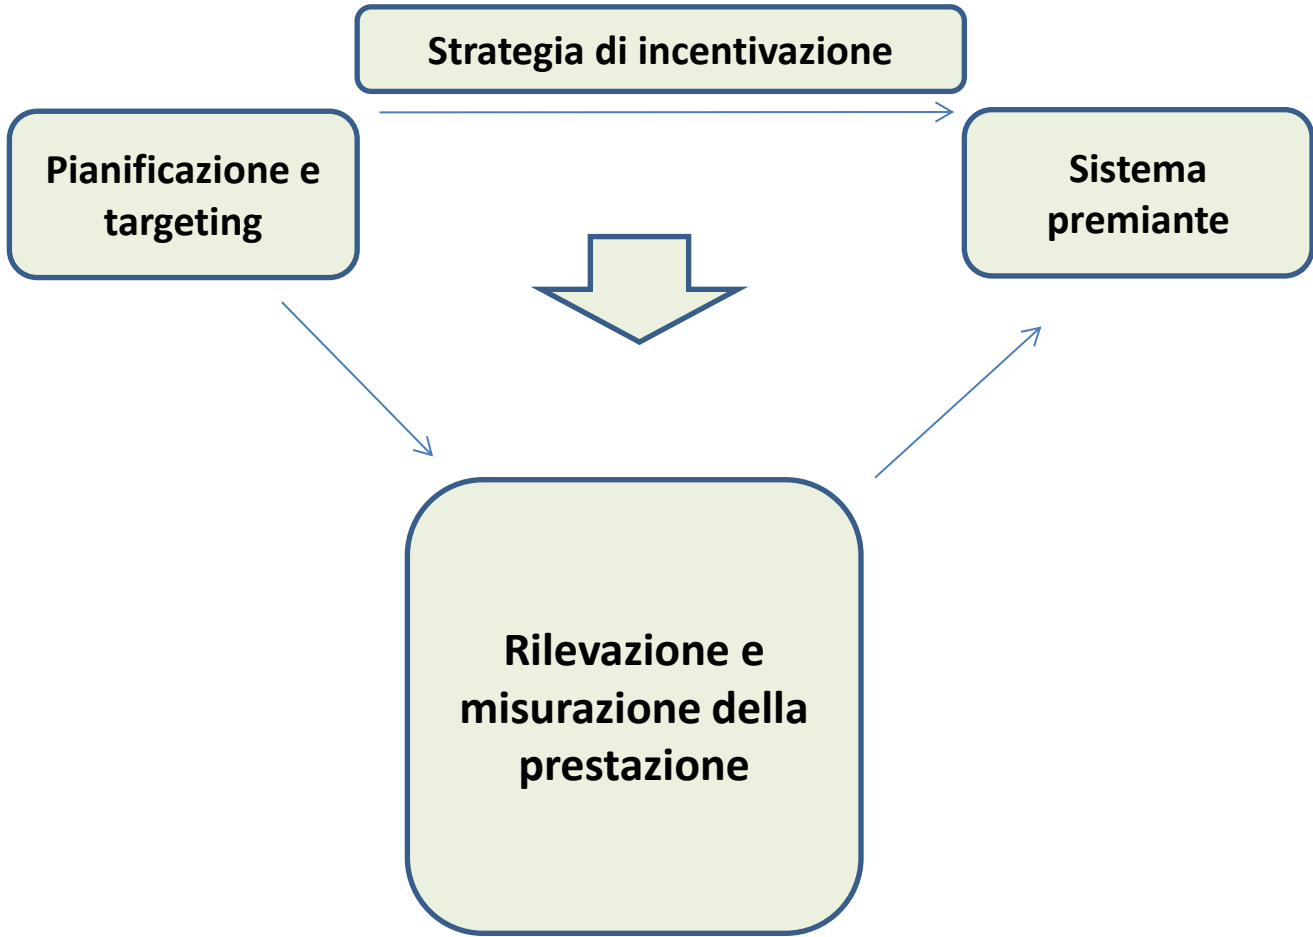 Strategia di incentivazione
Pianificazione e
targeting
Sistema
premiante
Rilevazione e
misurazione della
prestazione